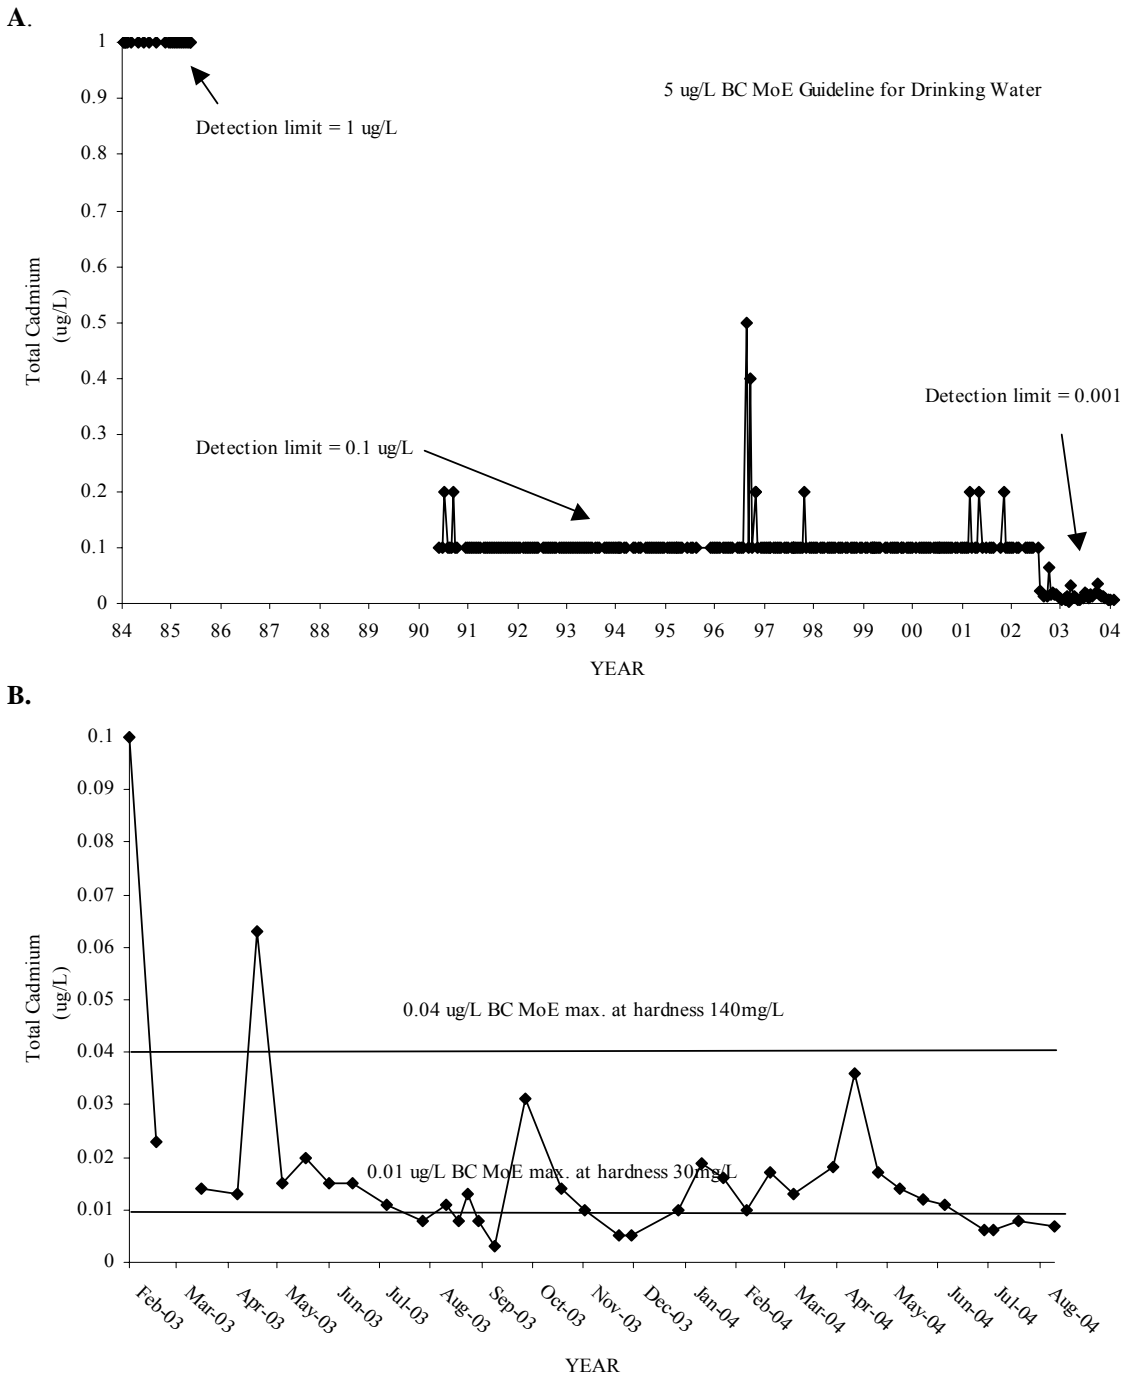 A.
1
0.9
0.8
0.7
0.6
0.5
0.4
0.3
0.2
0.1
0
Total Cadmium
(ug/L)
5 ug/L BC MoE Guideline for Drinking Water
Detection limit = 1 ug/L
Detection limit = 0.001
Detection limit = 0.1 ug/L
84 85 86 87 88 89 90 91 92 93 94 95 96 97 98 99 00 01 02 03 04
YEAR
B.
0.1
0.09
0.08
0.07
0.06
0.05
0.04
0.03
0.02
0.01
0
Total Cadmium
(ug/L)
0.04 ug/L BC MoE max. at hardness 140mg/L
0.01 ug/L BC MoE max. at hardness 30mg/L
Feb-03 Mar-03 Apr-03 May-03 Jun-03 Jul-03 Aug-03 Sep-03 Oct-03 Nov-03 Dec-03 Jan-04 Feb-04 Mar-04 Apr-04 May-04 Jun-04 Jul-04 Aug-04
YEAR